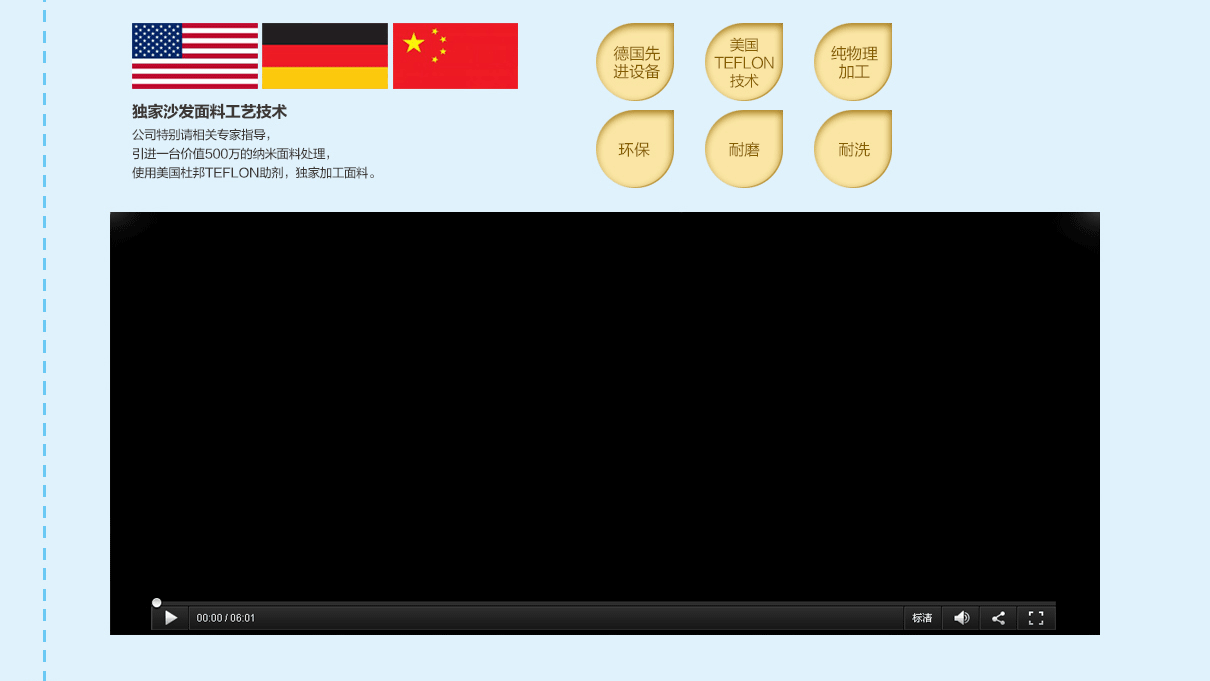 德国先
进设备
美国
TEFLON
技术
纯物理
加工
独家沙发面料工艺技术
公司特别请相关专家指导，
引进一台价值500万的纳米面料处理，
使用美国杜邦TEFLON助剂，独家加工面料。
环保
耐磨
耐洗
00:00 / 06:01
标清